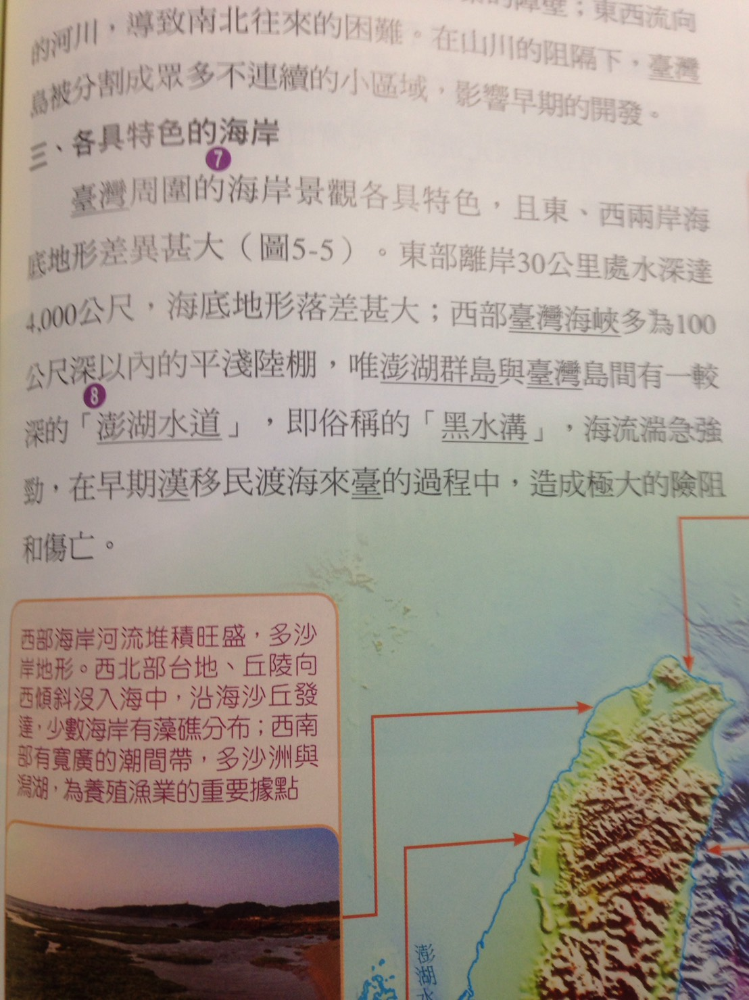 的障壁；東西流向
的河川，導致南北往來的困難。在山川的阻隔下，臺灣
島被分割成眾多不連續的小區域，影響早期的開發。
三、各具特色的海岸
7
臺灣周圍的海岸景觀各具特色，且東、西兩岸海
底地形差異甚大（圖5-5）。東部離岸30公里處水深達
4,000公尺，海底地形落差甚大；西部臺灣海峽多為100
公尺深以內的平淺陸棚，唯澎湖群島與臺灣島間有一較
8
深的「澎湖水道」，即俗稱的「黑水溝」，海流湍急強
勁，在早期漢移民渡海來臺的過程中，造成極大的險阻
和傷亡。
西部海岸河流堆積旺盛，多沙
岸地形。西北部台地、丘陵向
西傾斜沒入海中，沿海沙丘發
達，少數海岸有藻礁分布；西南
部有寬廣的潮間帶，多沙洲與
潟湖，為養殖漁業的重要據點
澎湖水